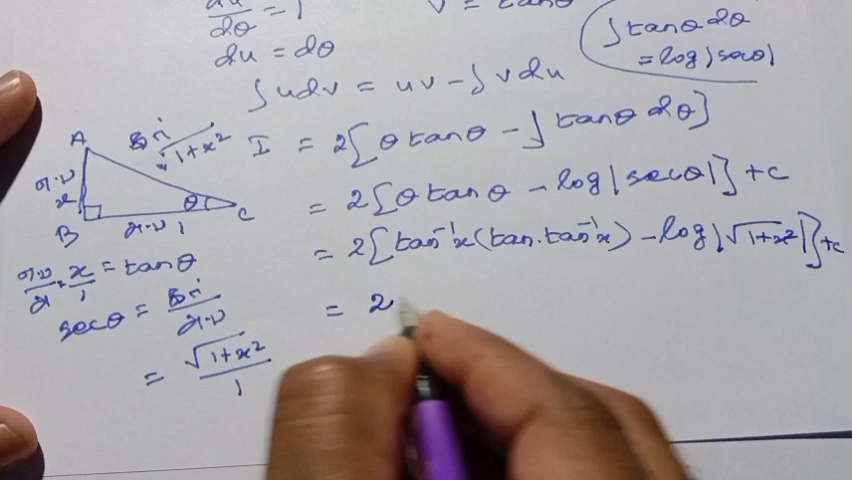 du/dθ = 1 v = tanθ
du = dθ
∫tanθ dθ
= log|secθ|
∫udv = uv - ∫vdu
I = 2[θ tanθ - ∫tanθ dθ]
= 2[θ tanθ - log|secθ|] + c
= 2[tan⁻¹x(tan.tan⁻¹x) - log|√1+x²|] + c
= 2
A
√1+x²
x
B
θ
C
1
x/1 = tanθ
secθ =
= √1+x²/1